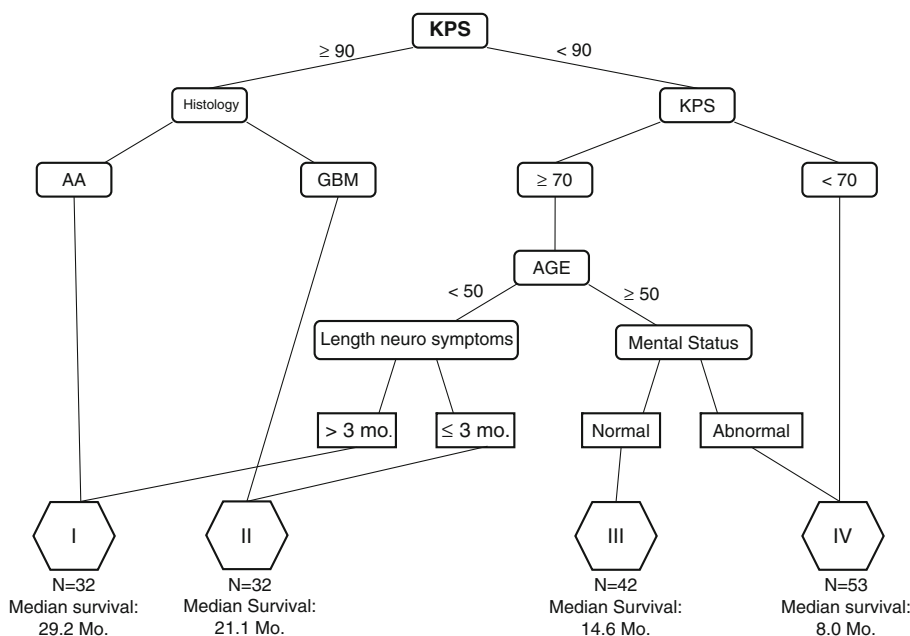 KPS
≥ 90
< 90
Histology
KPS
AA
GBM
≥ 70
< 70
AGE
< 50
≥ 50
Length neuro symptoms
Mental Status
> 3 mo.
≤ 3 mo.
Normal
Abnormal
I
II
III
IV
N=32
Median survival:
29.2 Mo.
N=32
Median Survival:
21.1 Mo.
N=42
Median survival:
14.6 Mo.
N=53
Median survival:
8.0 Mo.